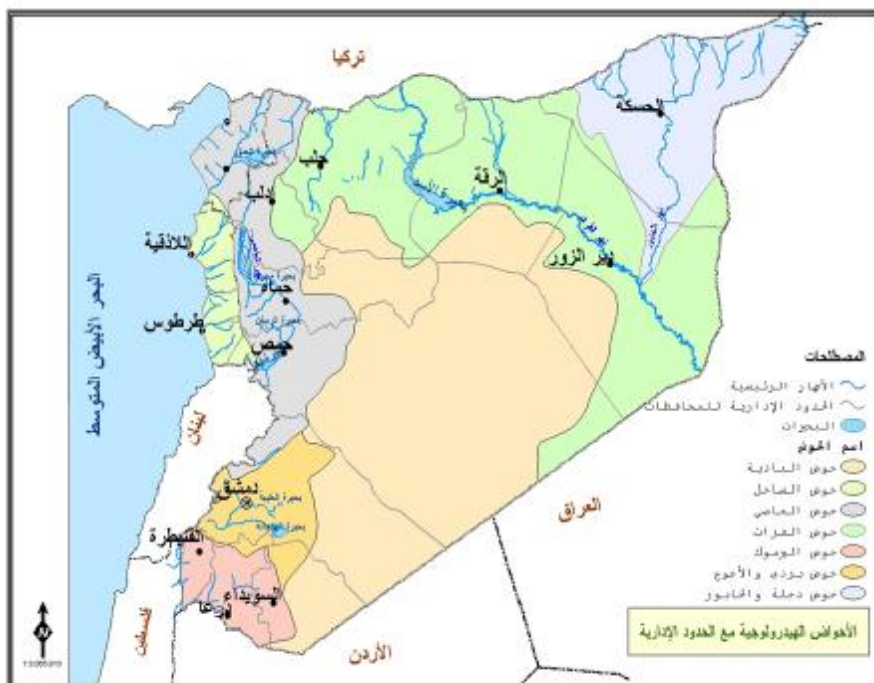 تركيا
الحسكة
حلب
الرقة
بحيرة الأسد
إدلب
اللاذقية
دير الزور
حماة
طرطوس
حمص
البحر الأبيض المتوسط
لبنان
دمشق
القنيطرة
السويداء
درعا
فلسطين
الأردن
العراق
N
المصطلحات
الأنهار الرئيسية
الحدود الإدارية للمحافظات
البحيرات
اسم الحوض
حوض البادية
حوض الساحل
حوض العاصي
حوض الفرات
حوض اليرموك
حوض بردى والأعوج
حوض دجلة والخابور
الأحواض الهيدرولوجية مع الحدود الإدارية